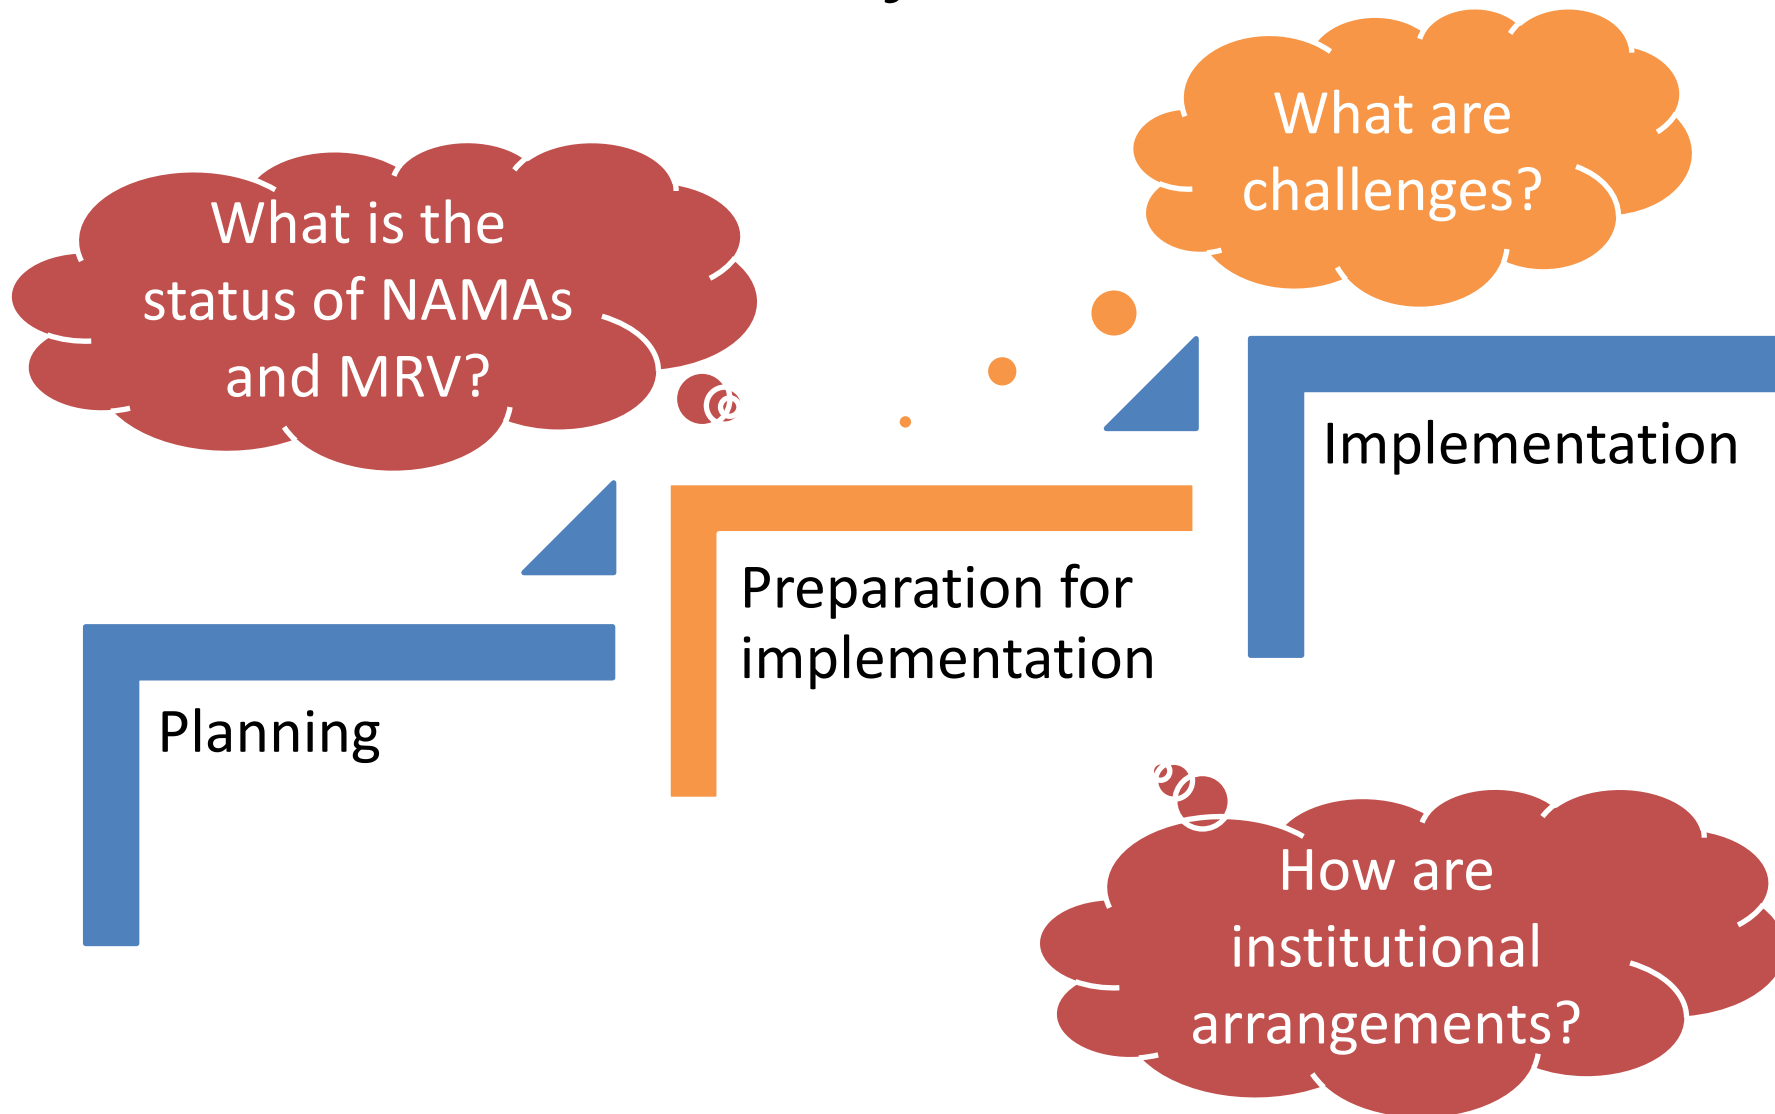 What are
challenges?
What is the
status of NAMAs
and MRV?
Implementation
Preparation for
implementation
Planning
How are
institutional
arrangements?